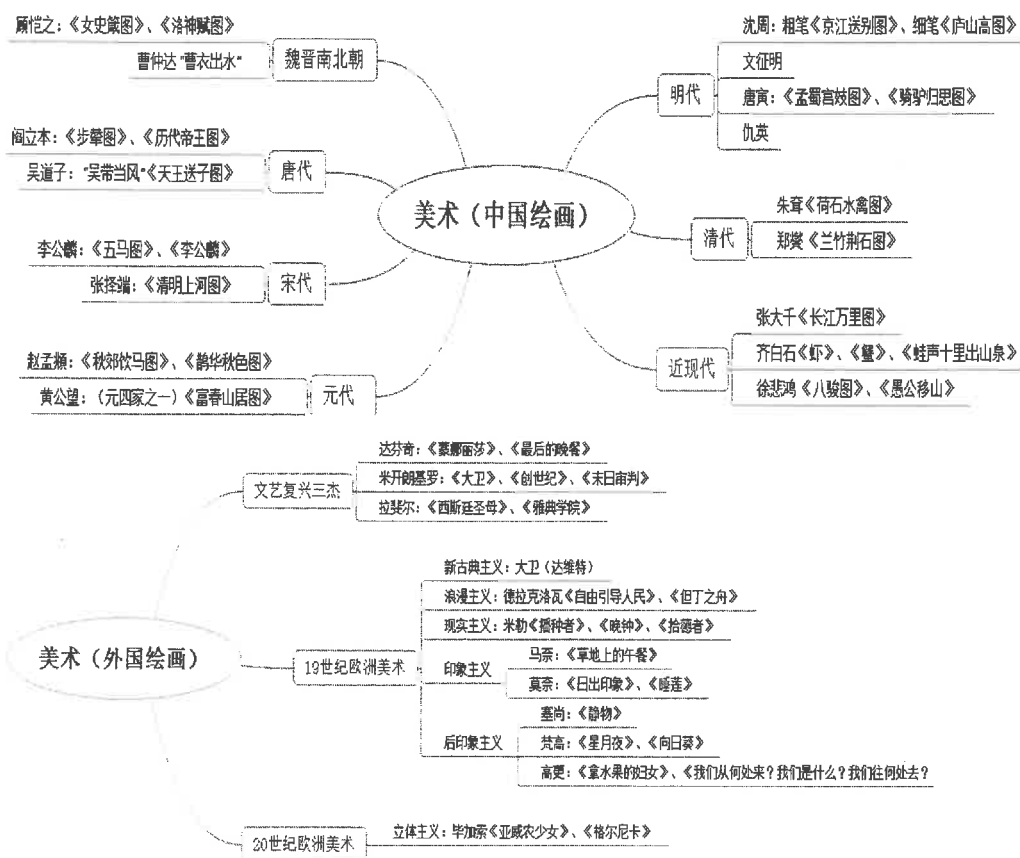 美术（中国绘画）
魏晋南北朝
顾恺之：《女史箴图》、《洛神赋图》
曹仲达 "曹衣出水"
唐代
阎立本：《步辇图》、《历代帝王图》
吴道子："吴带当风"《天王送子图》
宋代
李公麟：《五马图》、《李公麟》
张择端：《清明上河图》
元代
赵孟頫：《秋郊饮马图》、《鹊华秋色图》
黄公望：（元四家之一）《富春山居图》
明代
沈周：粗笔《京江送别图》、细笔《庐山高图》
文征明
唐寅：《孟蜀宫妓图》、《骑驴归思图》
仇英
清代
朱耷《荷石水禽图》
郑燮《兰竹荆石图》
近现代
张大千《长江万里图》
齐白石《虾》、《蟹》、《蛙声十里出山泉》
徐悲鸿《八骏图》、《愚公移山》
美术（外国绘画）
文艺复兴三杰
达芬奇：《蒙娜丽莎》、《最后的晚餐》
米开朗基罗：《大卫》、《创世纪》、《末日审判》
拉斐尔：《西斯廷圣母》、《雅典学院》
19世纪欧洲美术
新古典主义：大卫（达维特）
浪漫主义：德拉克洛瓦《自由引导人民》、《但丁之舟》
现实主义：米勒《播种者》、《晚钟》、《拾穗者》
印象主义
马奈：《草地上的午餐》
莫奈：《日出印象》、《睡莲》
后印象主义
塞尚：《静物》
梵高：《星月夜》、《向日葵》
高更：《拿水果的妇女》、《我们从何处来？我们是什么？我们往何处去？
20世纪欧洲美术
立体主义：毕加索《亚威农少女》、《格尔尼卡》